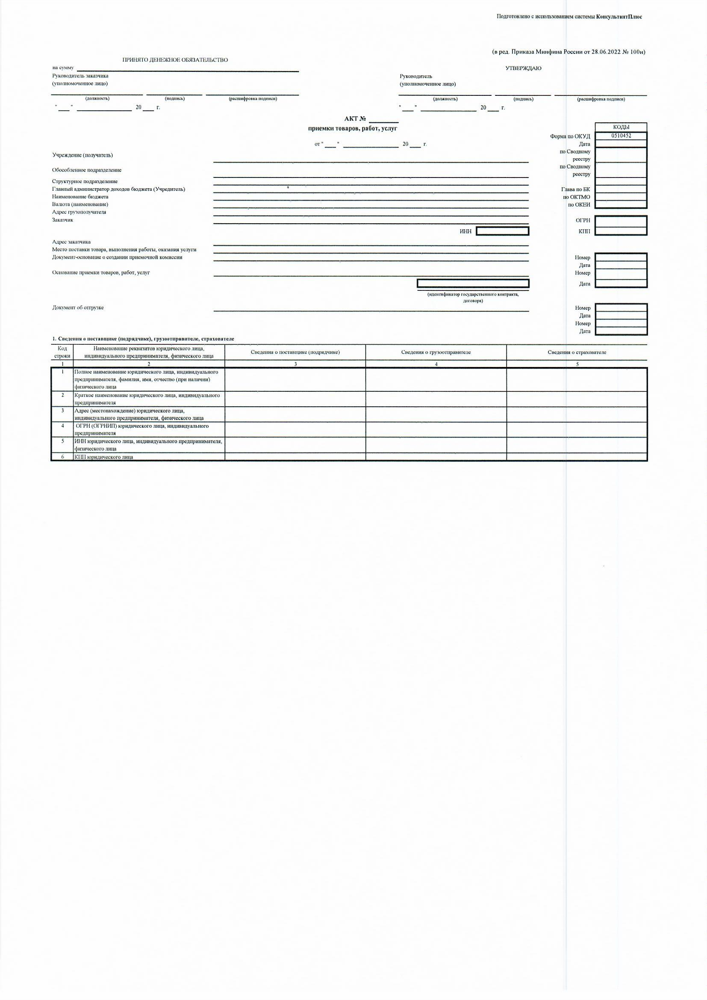 Подготовлено с использованием системы КонсультантПлюс
(в ред. Приказа Минфина России от 28.06.2022 № 100н)
ПРИНЯТО ДЕНЕЖНОЕ ОБЯЗАТЕЛЬСТВО
на сумму
УТВЕРЖДАЮ
Руководитель заказчика
(уполномоченное лицо)
Руководитель
(уполномоченное лицо)
(должность) (подпись) (расшифровка подписи)
(должность) (подпись) (расшифровка подписи)
"___" ________ 20 ___ г.
"___" ________ 20 ___ г.
АКТ № ______
приемки товаров, работ, услуг
от "___" ________ 20 ___ г.
КОДЫ
Форма по ОКУД 0510452
Дата
Учреждение (получатель) по Сводному
реестру
Обособленное подразделение по Сводному
реестру
Структурное подразделение
Главный администратор доходов бюджета (Учредитель) Глава по БК
Наименование бюджета по ОКТМО
Валюта (наименование) по ОКЕИ
Адрес грузополучателя
Заказчик ОГРН
ИНН КПП
Адрес заказчика
Место поставки товара, выполнения работы, оказания услуги
Документ-основание о создании приемочной комиссии Номер
Дата
Основание приемки товаров, работ, услуг Номер
Дата
(идентификатор государственного контракта,
договора)
Документ об отгрузке Номер
Дата
Номер
Дата
1. Сведения о поставщике (подрядчике), грузоотправителе, страхователе
Код
строки
Наименование реквизитов юридического лица,
индивидуального предпринимателя, физического лица
Сведения о поставщике (подрядчике)
Сведения о грузоотправителе
Сведения о страхователе
1 2 3 4 5
1 Полное наименование юридического лица, индивидуального
предпринимателя, фамилия, имя, отчество (при наличии)
физического лица
2 Краткое наименование юридического лица, индивидуального
предпринимателя
3 Адрес (местонахождение) юридического лица,
индивидуального предпринимателя, физического лица
4 ОГРН (ОГРНИП) юридического лица, индивидуального
предпринимателя
5 ИНН юридического лица, индивидуального предпринимателя,
физического лица
6 КПП юридического лица